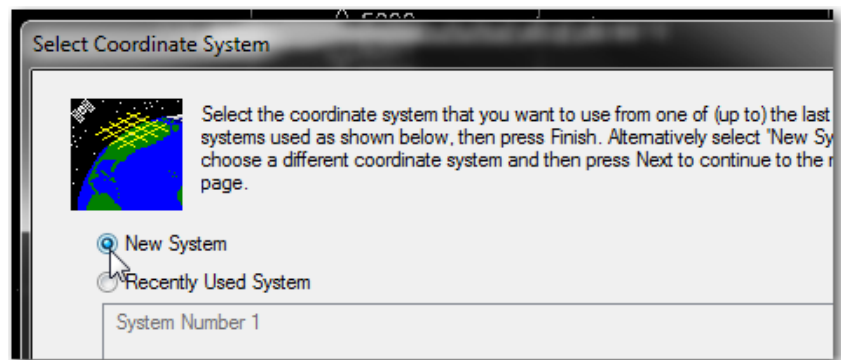 Select Coordinate System
Select the coordinate system that you want to use from one of (up to) the last
systems used as shown below, then press Finish. Alternatively select "New Sy
choose a different coordinate system and then press Next to continue to the
page.
New System
Recently Used System
System Number 1